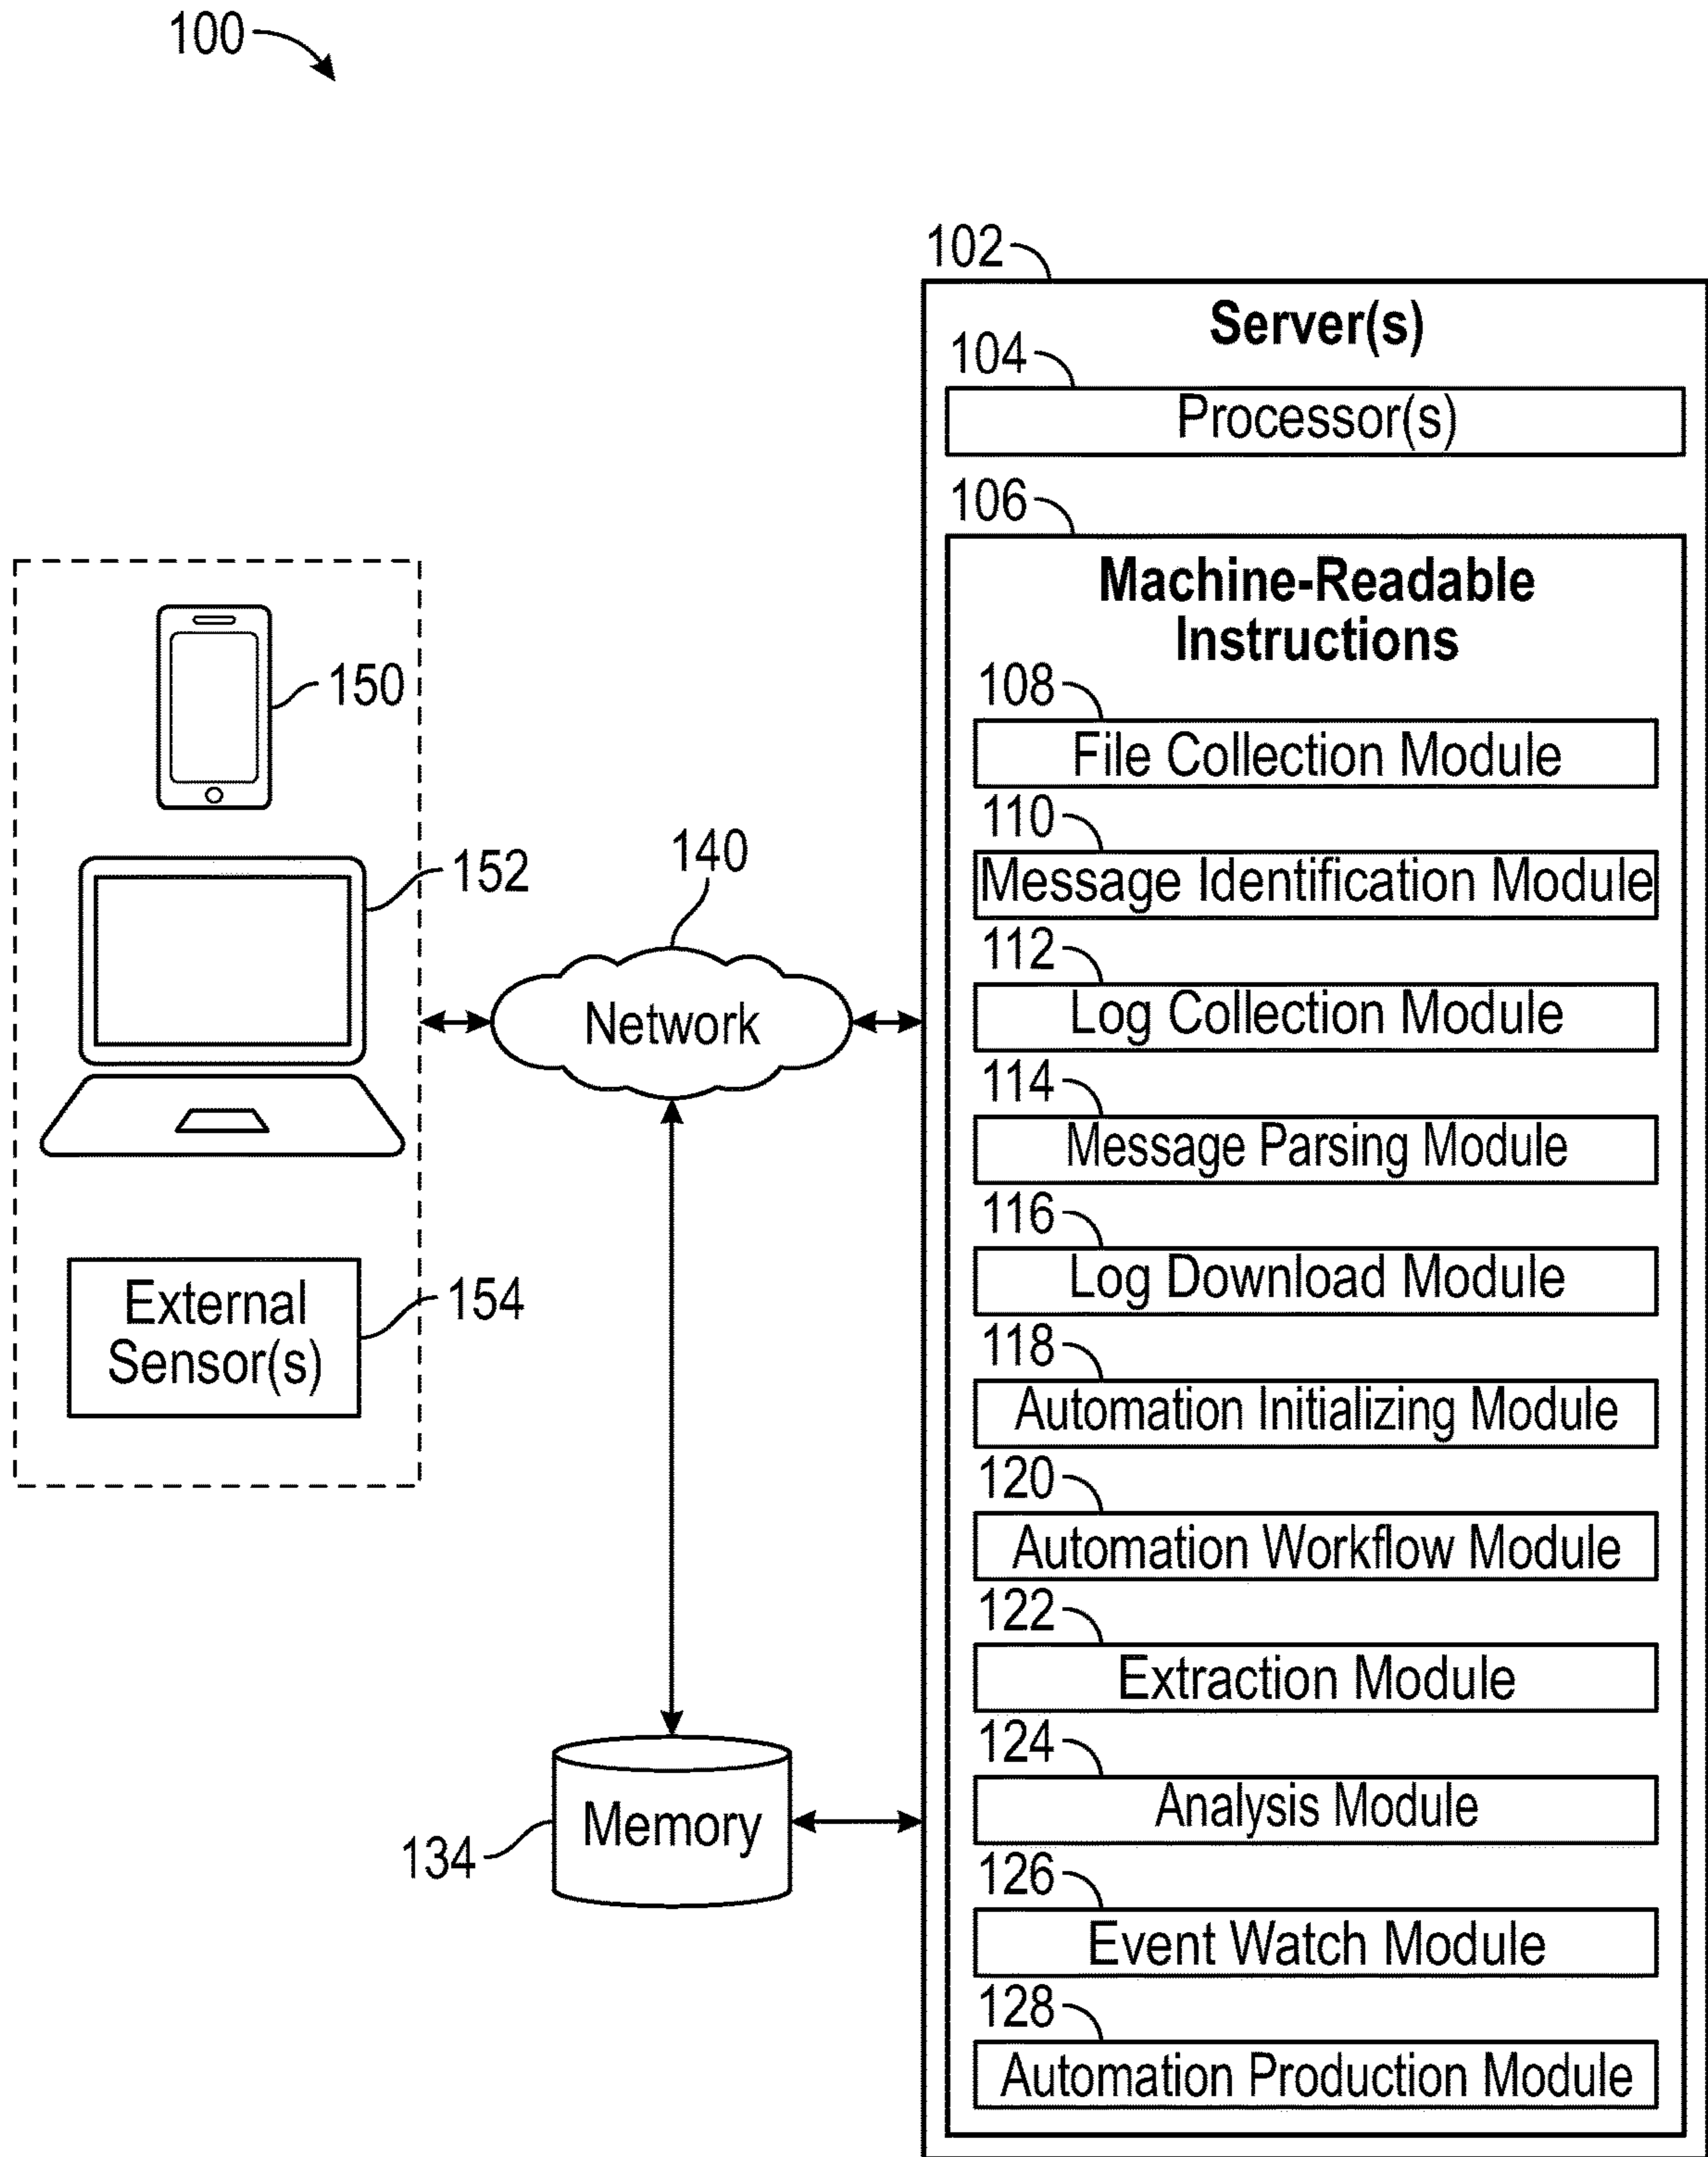 100
102
Server(s)
104
Processor(s)
106
Machine-Readable
Instructions
108
File Collection Module
110
Message Identification Module
112
Log Collection Module
114
Message Parsing Module
116
Log Download Module
118
Automation Initializing Module
120
Automation Workflow Module
122
Extraction Module
124
Analysis Module
126
Event Watch Module
128
Automation Production Module
150
152
External
Sensor(s)
154
140
Network
Memory
134